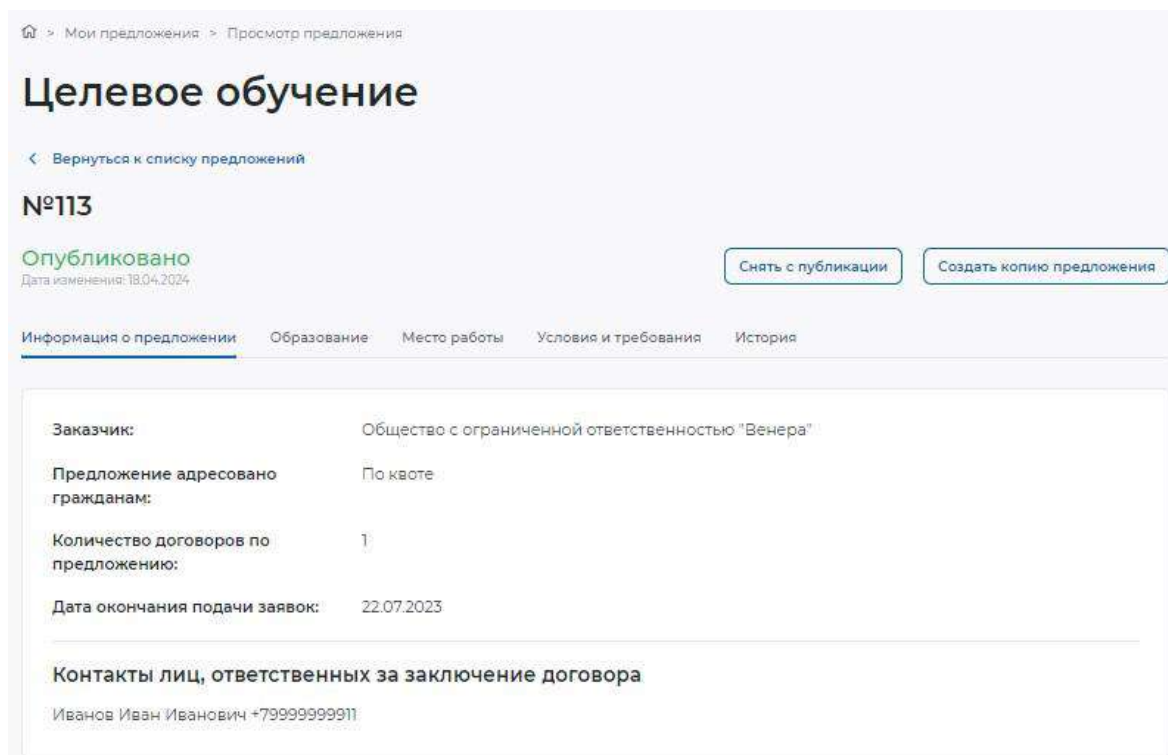 > Мои предложения > Просмотр предложения
Целевое обучение
< Вернуться к списку предложений
№113
Опубликовано
Дата изменения: 18.04.2024
Снять с публикации Создать копию предложения
Информация о предложении Образование Место работы Условия и требования История
Заказчик: Общество с ограниченной ответственностью "Венера"
Предложение адресовано По квоте
гражданам:
Количество договоров по 1
предложению:
Дата окончания подачи заявок: 22.07.2023
Контакты лиц, ответственных за заключение договора
Иванов Иван Иванович +79999999911